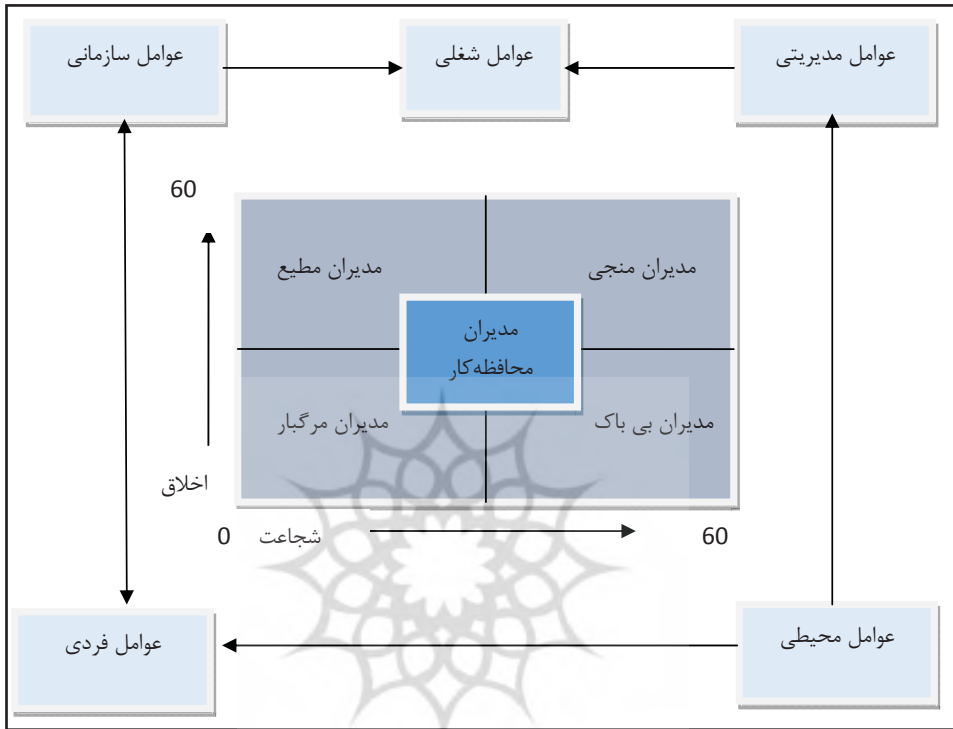 عوامل مدیریتی
عوامل شغلی
عوامل سازمانی
60
مدیران منجی
مدیران مطیع
مدیران
محافظه‌کار
مدیران بی باک
مدیران مرگبار
اخلاق
0
شجاعت
60
عوامل محیطی
عوامل فردی